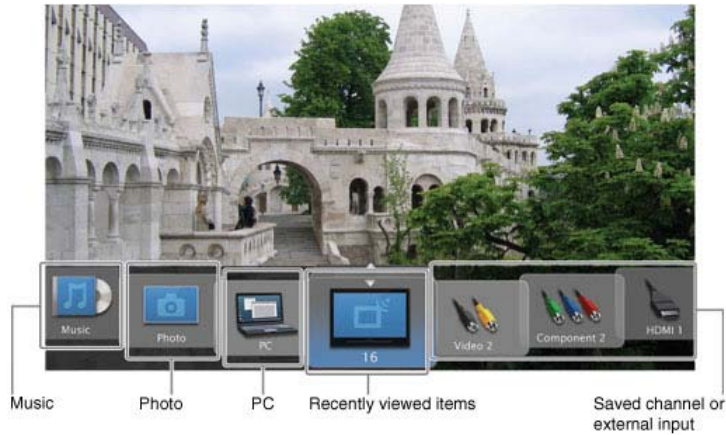 Music
Photo
PC
16
Video 2
Component 2
HDMI 1
Music
Photo
PC
Recently viewed items
Saved channel or
external input